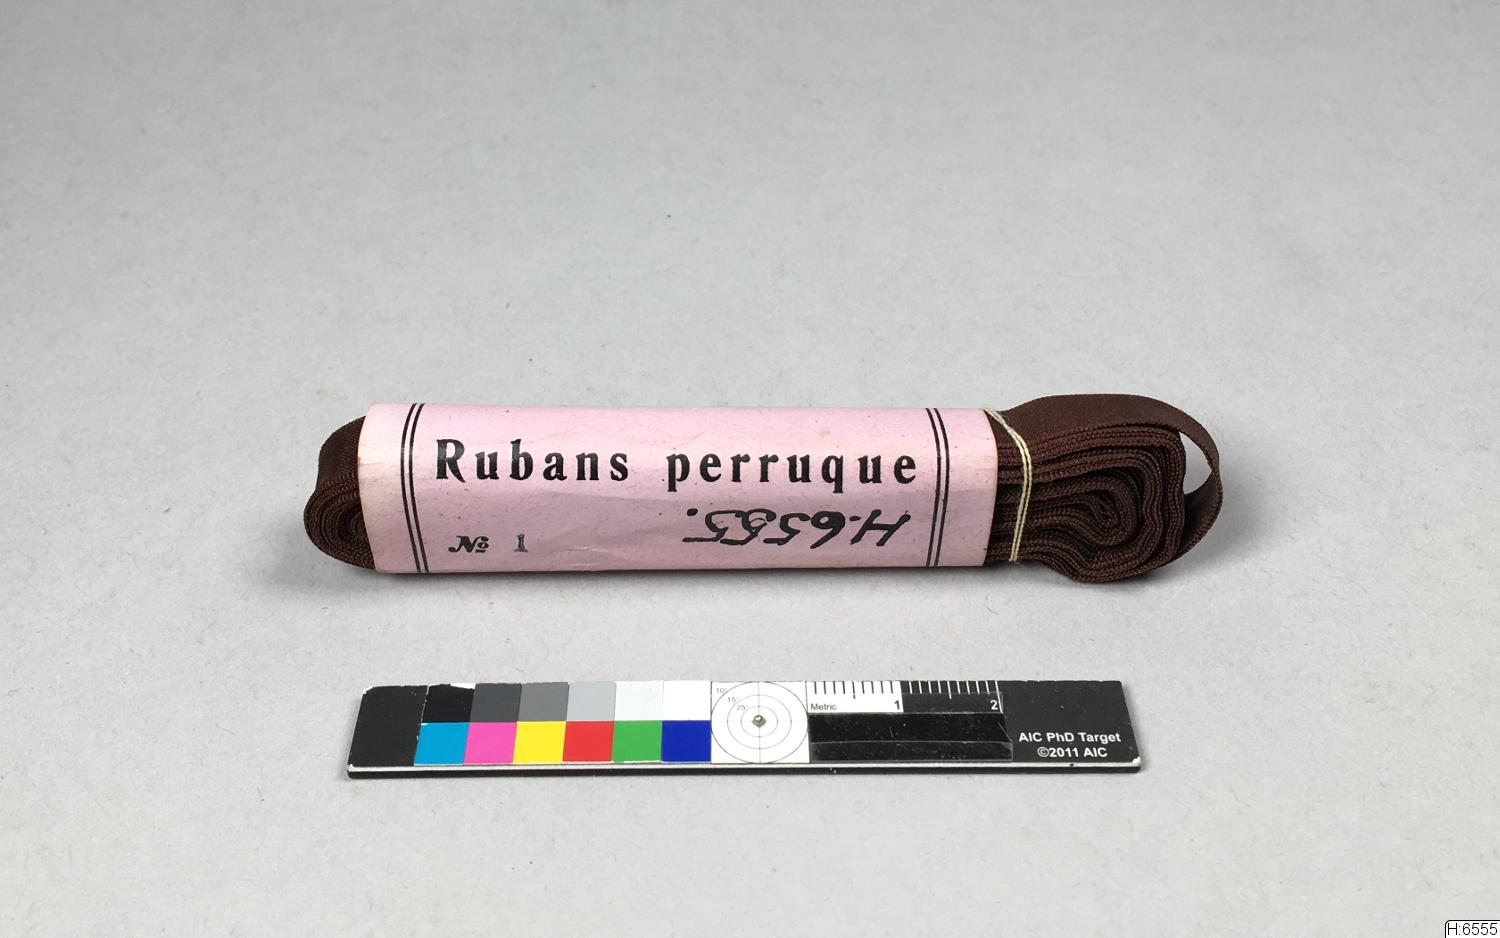 Rubans perruque
H.6555.
№ 1
10°
15°
25°
Metric 1 2
AIC PhD Target
©2011 AIC
H:6555